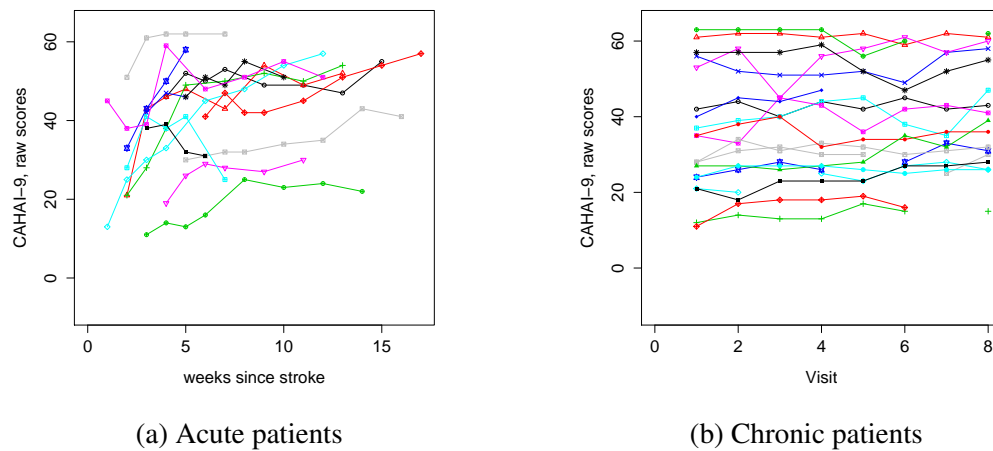 CAHAI−9, raw scores
60
40
20
0
0 5 10 15
weeks since stroke
(a) Acute patients
CAHAI−9, raw scores
60
40
20
0
0 2 4 6 8
Visit
(b) Chronic patients